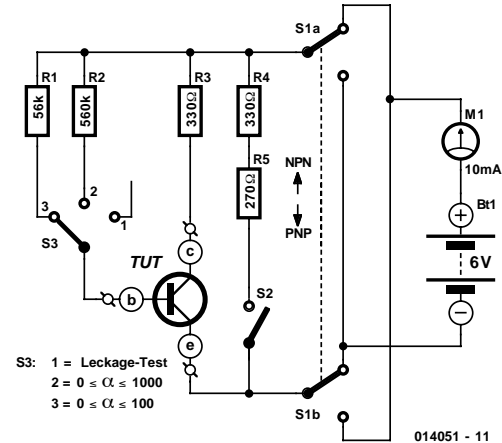 S1a
R1
R2
R3
R4
56k
560k
330Ω
330Ω
M1
10mA
R5
270Ω
NPN
PNP
Bt1
+
6V
−
3
2
1
S3
TUT
c
b
e
S2
S3: 1 = Leckage-Test
2 = 0 ≤ α ≤ 1000
3 = 0 ≤ α ≤ 100
S1b
014051 - 11